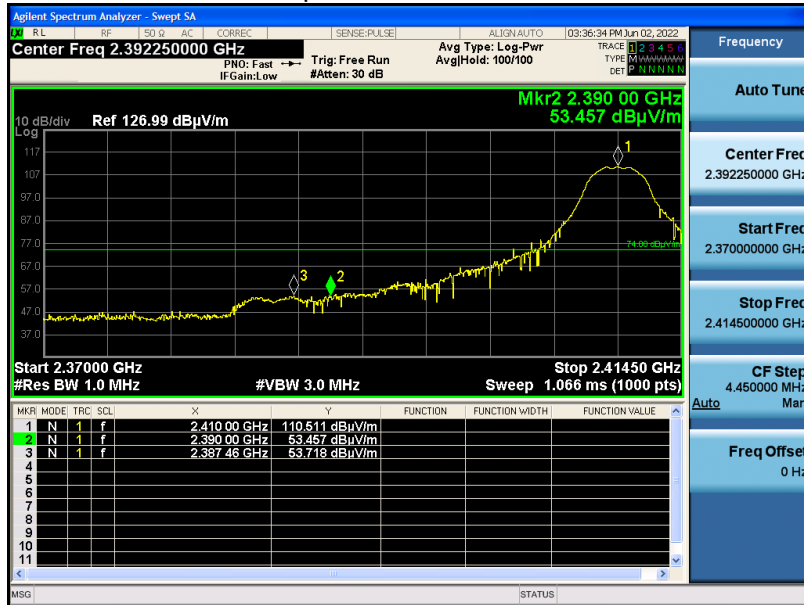 Agilent Spectrum Analyzer - Swept SA
LXI RL RF 50 Ω AC CORREC SENSE:PULSE ALIGN AUTO 03:36:34 PM Jun 02, 2022
Center Freq 2.392250000 GHz
PNO: Fast
IFGain:Low
Trig: Free Run
#Atten: 30 dB
Avg Type: Log-Pwr
Avg|Hold: 100/100
TRACE 1 2 3 4 5 6
TYPE M
DET P N N N N N
Mkr2 2.390 00 GHz
53.457 dBµV/m
10 dB/div Ref 126.99 dBµV/m
Log
117
107
97.0
87.0
77.0
67.0
57.0
47.0
37.0
1
2
3
74.00 dBµV/m
Start 2.37000 GHz Stop 2.41450 GHz
#Res BW 1.0 MHz #VBW 3.0 MHz Sweep 1.066 ms (1000 pts)
MKR MODE TRC SCL X Y FUNCTION FUNCTION WIDTH FUNCTION VALUE
1 N 1 f 2.410 00 GHz 110.511 dBµV/m
2 N 1 f 2.390 00 GHz 53.457 dBµV/m
3 N 1 f 2.387 46 GHz 53.718 dBµV/m
4
5
6
7
8
9
10
11
MSG STATUS
Frequency
Auto Tune
Center Freq
2.392250000 GHz
Start Freq
2.370000000 GHz
Stop Freq
2.414500000 GHz
CF Step
4.450000 MHz
Auto Man
Freq Offset
0 Hz